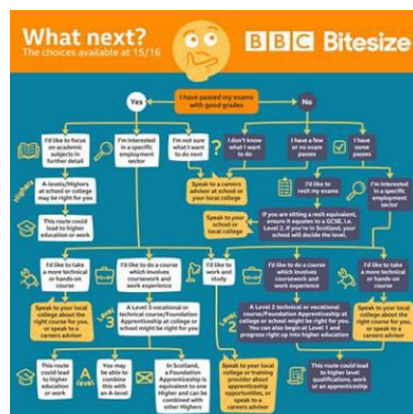 What next?
The choices available at 15/16
BBC Bitesize
I have passed my exams
with good grades
Yes
No
I'd like to focus
on academic
subjects in
further detail
I'm interested
in a specific
employment
sector
I'm not sure
what I want
to do next
?
I don't know
what I want
to do
I have a few
or no exam
passes
I have
some
passes
Highers
A-levels/Highers
at school or college
may be right for you
Speak to a careers
advisor at school or
your local college
I'd like to
resit my exams
I'm interested in
a specific
employment
sector
This route could
lead to higher
education or work
Speak to your
school or
local college
If you are sitting a resit equivalent,
ensure it equates to a GCSE, i.e.
Level 2. If you're in Scotland, your
school will decide the level.
I'd like to take
a more technical
or hands-on
course
I'd like to do a course
which involves
coursework and
work experience
I'd like to
work
and study
I'd like to do a
course which
involves
coursework and
work experience
I'd like to take
a more technical
or hands-on
course
Speak to your local
college about the
right course for you,
or speak to a
careers advisor
Level 3
A Level 3 vocational or
technical course/Foundation
Apprenticeship at college or
school might be right for you
Level 2
A Level 2 technical or vocational
course/Foundation Apprenticeship at
college or school might be right for you.
You can also begin at Level 1 and
progress right up into higher education
Speak to your local
college about the
right course for you,
or speak to a
careers advisor
This route could
lead to higher
education or
work
A level
You may be
able to
combine this
with an A-level
In Scotland, a
Foundation
Apprenticeship is
equivalent to one
Higher and can be
combined with other
Highers
Speak to your local
college or training
provider about
apprenticeship
opportunities, or
speak to a
careers advisor
This route could
lead to higher level
qualifications, work
or an apprenticeship